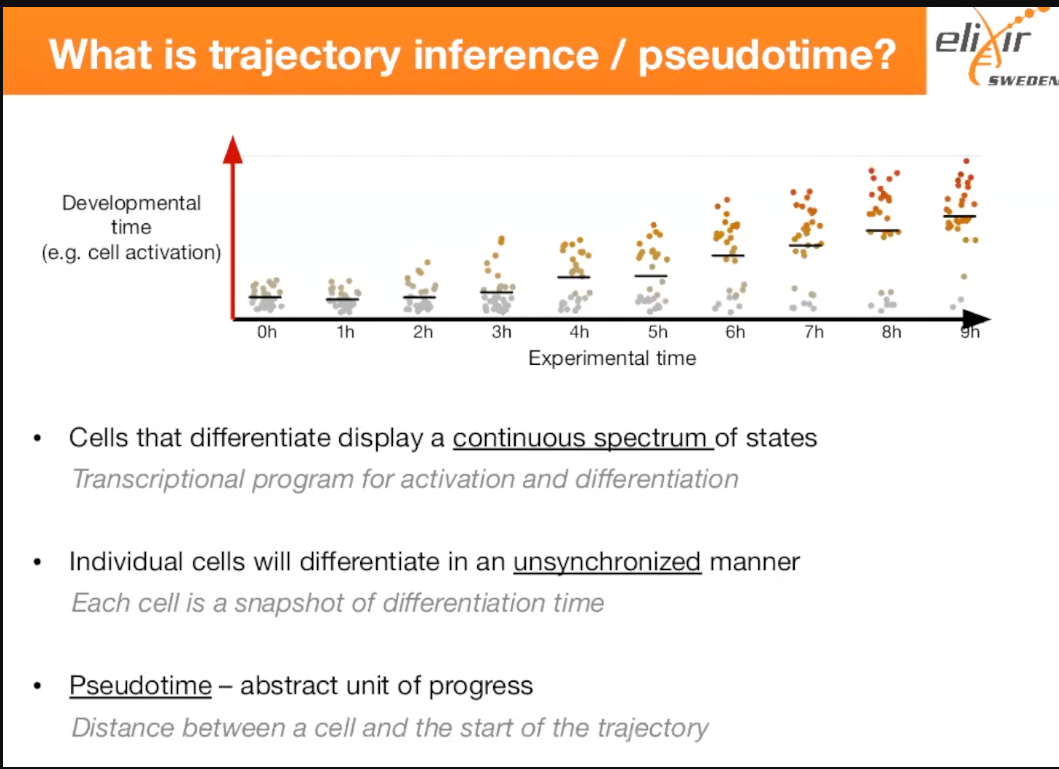 What is trajectory inference / pseudotime?
elixir
SWEDEN
Developmental
time
(e.g. cell activation)
0h 1h 2h 3h 4h 5h 6h 7h 8h 9h
Experimental time
• Cells that differentiate display a continuous spectrum of states
Transcriptional program for activation and differentiation
• Individual cells will differentiate in an unsynchronized manner
Each cell is a snapshot of differentiation time
• Pseudotime – abstract unit of progress
Distance between a cell and the start of the trajectory